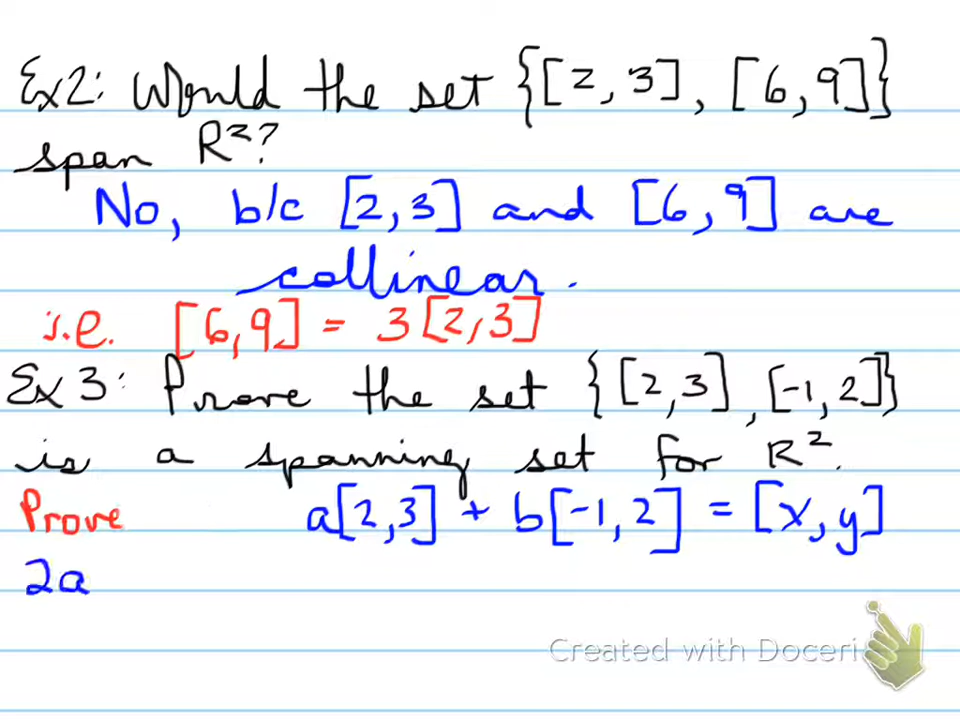 Ex2: Would the set {[2,3], [6,9]}
span R²?
No, b/c [2,3] and [6,9] are
collinear.
i.e. [6,9] = 3[2,3]
Ex 3: Prove the set {[2,3], [-1,2]}
is a spanning set for R².
Prove a[2,3] + b[-1,2] = [x,y]
2a
Created with Doceri